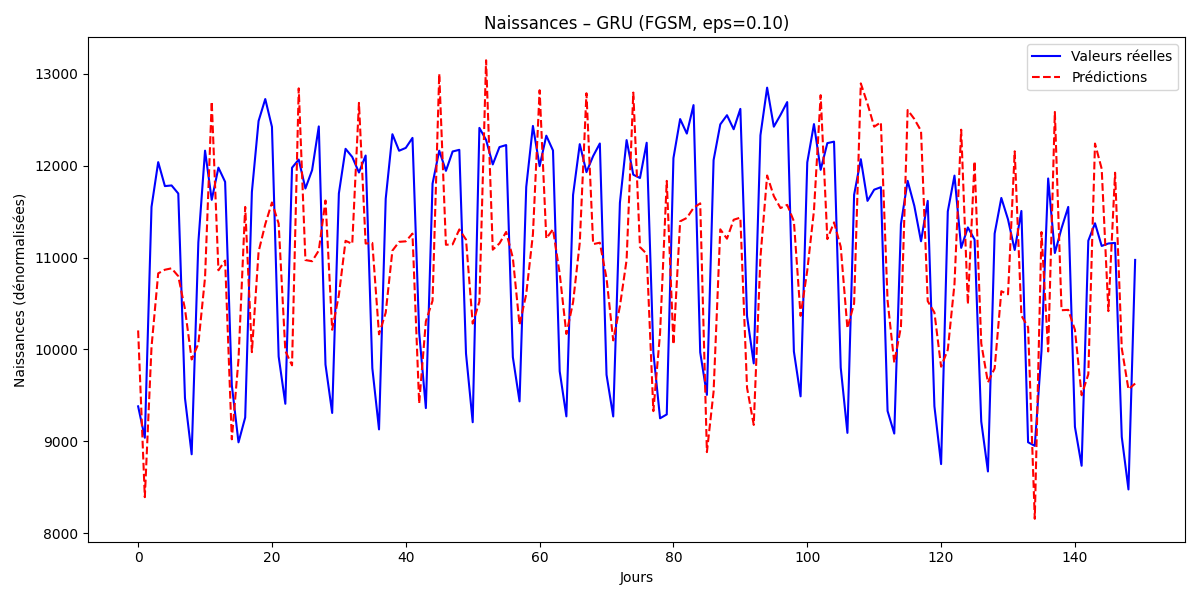 Naissances – GRU (FGSM, eps=0.10)
Valeurs réelles
Prédictions
Naissances (dénormalisées)
13000
12000
11000
10000
9000
8000
0 20 40 60 80 100 120 140
Jours